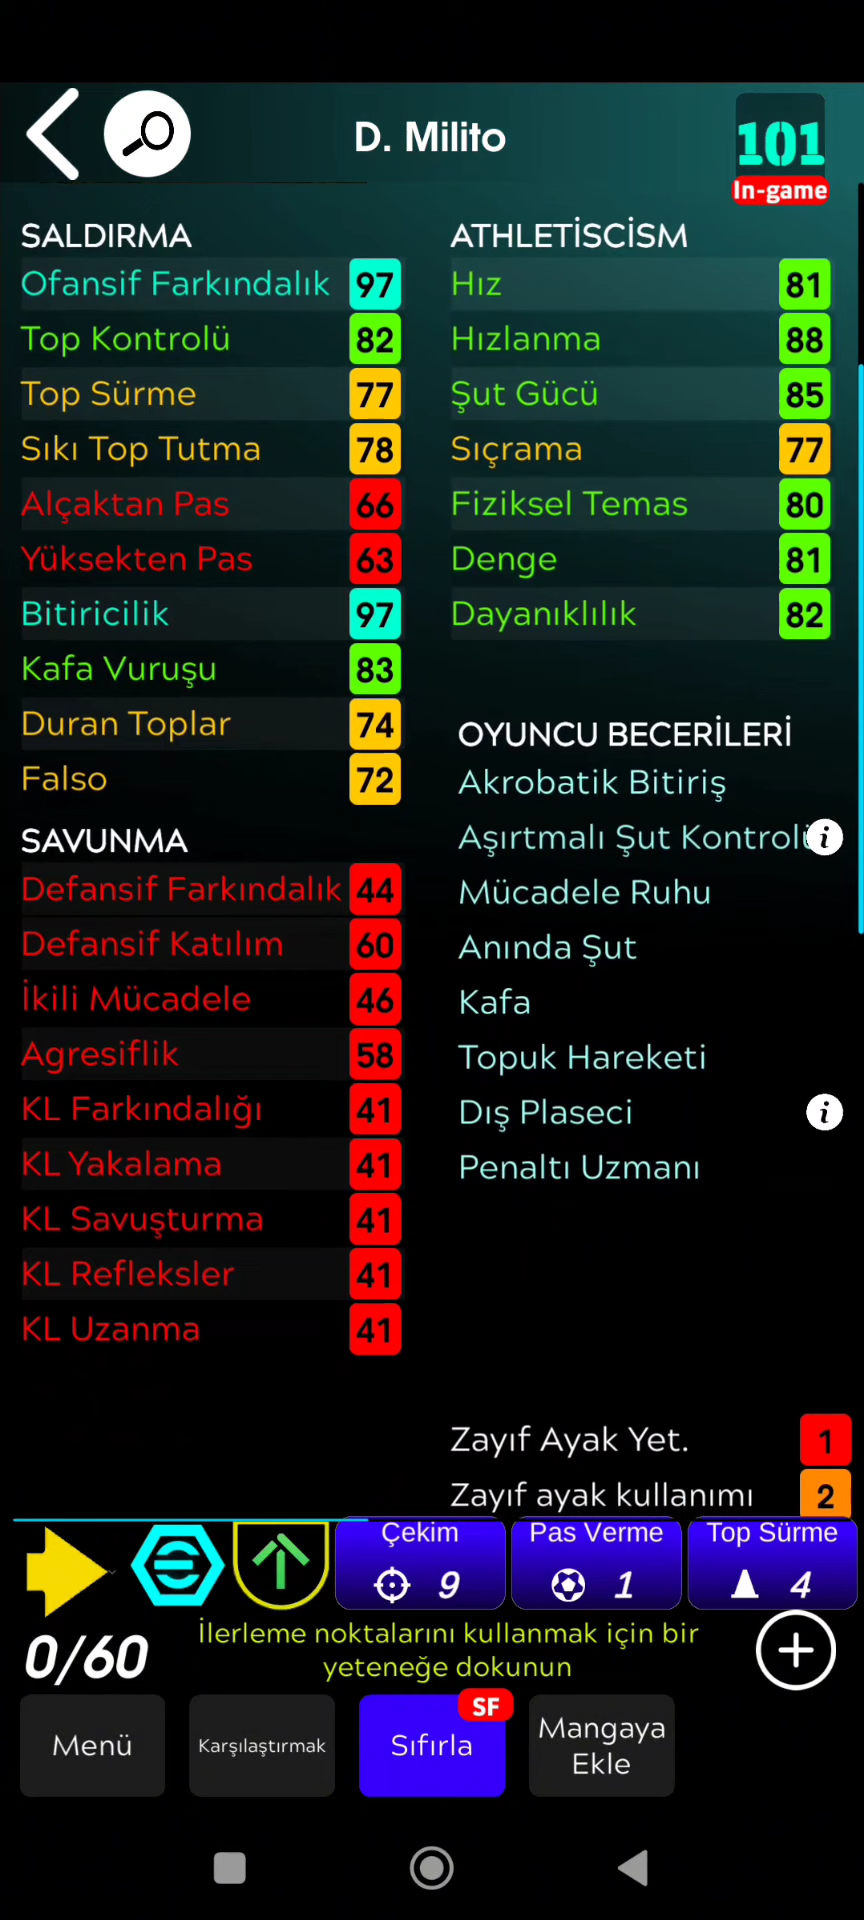 D. Milito
101
In-game
SALDIRMA
Ofansif Farkındalık 97
Top Kontrolü 82
Top Sürme 77
Sıkı Top Tutma 78
Alçaktan Pas 66
Yüksekten Pas 63
Bitiricilik 97
Kafa Vuruşu 83
Duran Toplar 74
Falso 72
SAVUNMA
Defansif Farkındalık 44
Defansif Katılım 60
İkili Mücadele 46
Agresiflik 58
KL Farkındalığı 41
KL Yakalama 41
KL Savuşturma 41
KL Refleksler 41
KL Uzanma 41
ATHLETİSCİSM
Hız 81
Hızlanma 88
Şut Gücü 85
Sıçrama 77
Fiziksel Temas 80
Denge 81
Dayanıklılık 82
OYUNCU BECERİLERİ
Akrobatik Bitiriş
Aşırtmalı Şut Kontrolü i
Mücadele Ruhu
Anında Şut
Kafa
Topuk Hareketi
Dış Plaseci i
Penaltı Uzmanı
Zayıf Ayak Yet. 1
Zayıf ayak kullanımı 2
Çekim 9
Pas Verme 1
Top Sürme 4
0/60
İlerleme noktalarını kullanmak için bir
yeteneğe dokunun
Menü
Karşılaştırmak
SF
Sıfırla
Mangaya
Ekle